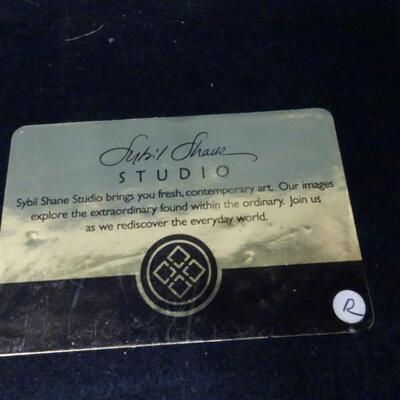 Sybil Shane
STUDIO
Sybil Shane Studio brings you fresh, contemporary art. Our images
explore the extraordinary found within the ordinary. Join us
as we rediscover the everyday world.
R